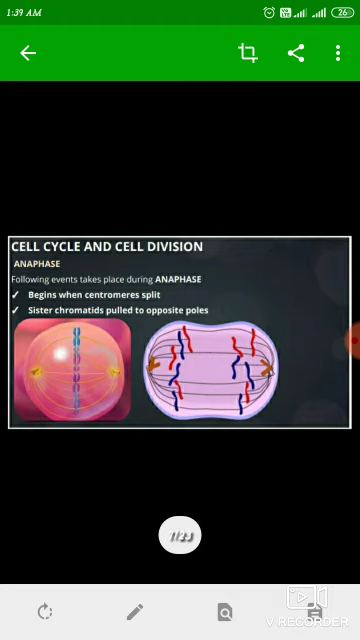 1:39 AM
26
CELL CYCLE AND CELL DIVISION
ANAPHASE
Following events takes place during ANAPHASE
✓ Begins when centromeres split
✓ Sister chromatids pulled to opposite poles
7/23
V RECORDER